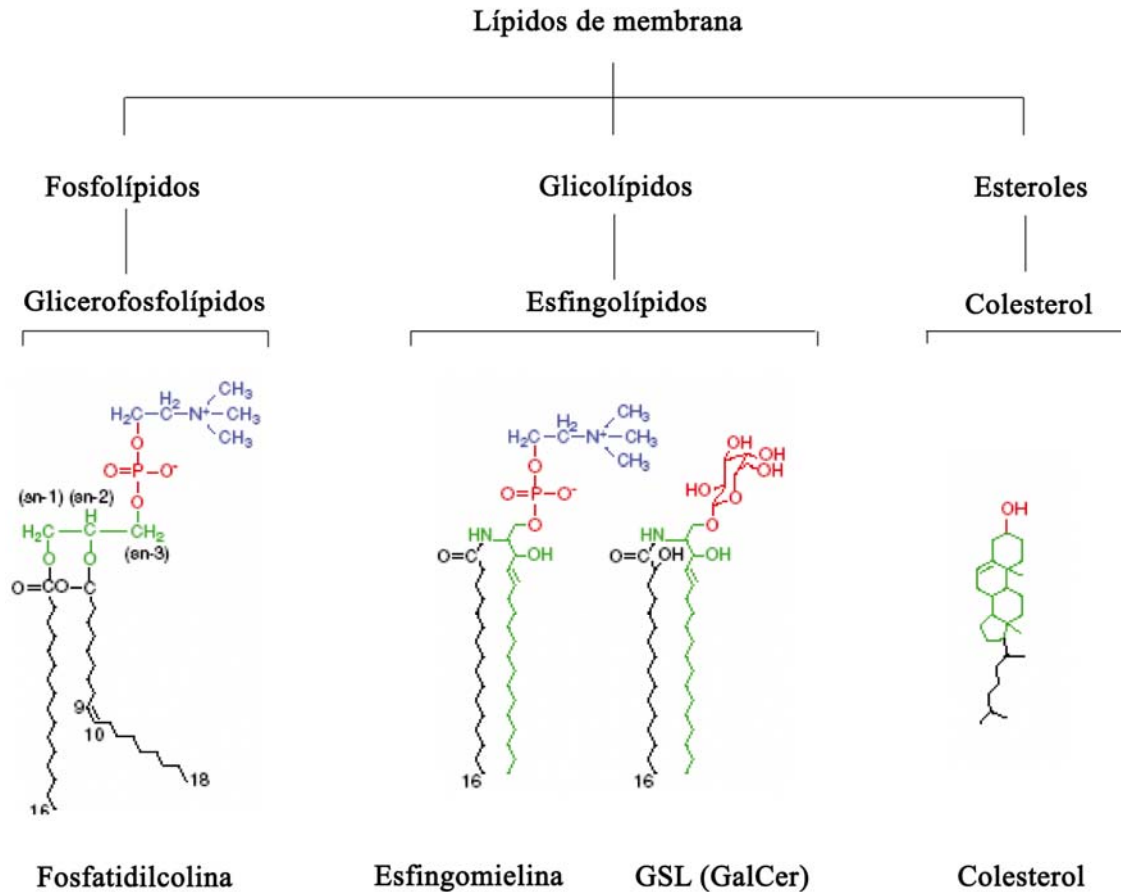 Lípidos de membrana
Fosfolípidos Glicolípidos Esteroles
Glicerofosfolípidos Esfingolípidos Colesterol
H₂C–C–N⁺ CH₃ CH₃ CH₃
H₂
O
O=P–O⁻
O
(sn-1) (sn-2)
H
H₂C CH₂
(sn-3)
O O
O=C O=C
9
10
18
16
H₂C–C–N⁺ CH₃ CH₃ CH₃
H₂
O
O=P–O⁻
O
HN
O=C OH
16
OH
HO OH OH
O
O
HN
O=C OH OH
16
OH
Fosfatidilcolina Esfingomielina GSL (GalCer) Colesterol